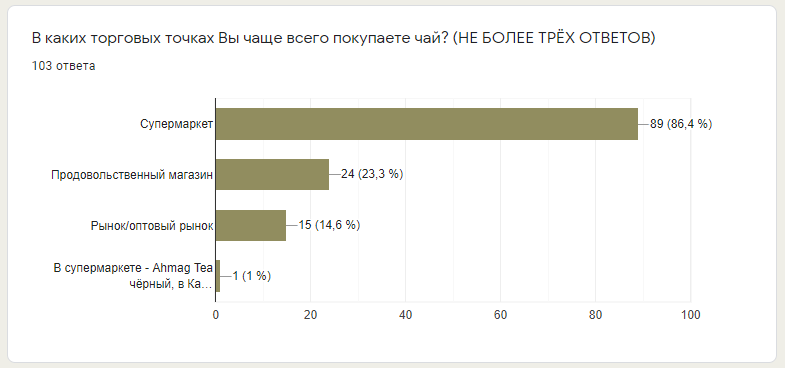 В каких торговых точках Вы чаще всего покупаете чай? (НЕ БОЛЕЕ ТРЁХ ОТВЕТОВ)
103 ответа
Супермаркет
89 (86,4 %)
Продовольственный магазин
24 (23,3 %)
Рынок/оптовый рынок
15 (14,6 %)
В супермаркете - Ahmag Tea
чёрный, в Ка…
1 (1 %)
0 20 40 60 80 100